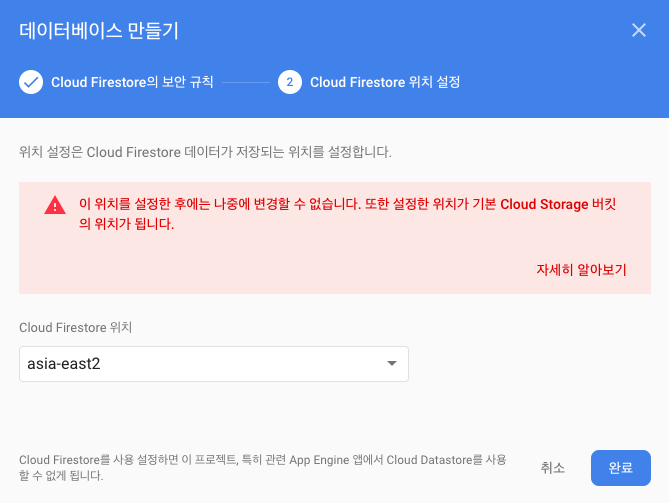 데이터베이스 만들기
Cloud Firestore의 보안 규칙
2 Cloud Firestore 위치 설정
위치 설정은 Cloud Firestore 데이터가 저장되는 위치를 설정합니다.
이 위치를 설정한 후에는 나중에 변경할 수 없습니다. 또한 설정한 위치가 기본 Cloud Storage 버킷
의 위치가 됩니다.
자세히 알아보기
Cloud Firestore 위치
asia-east2
Cloud Firestore를 사용 설정하면 이 프로젝트, 특히 관련 App Engine 앱에서 Cloud Datastore를 사용
할 수 없게 됩니다.
취소
완료